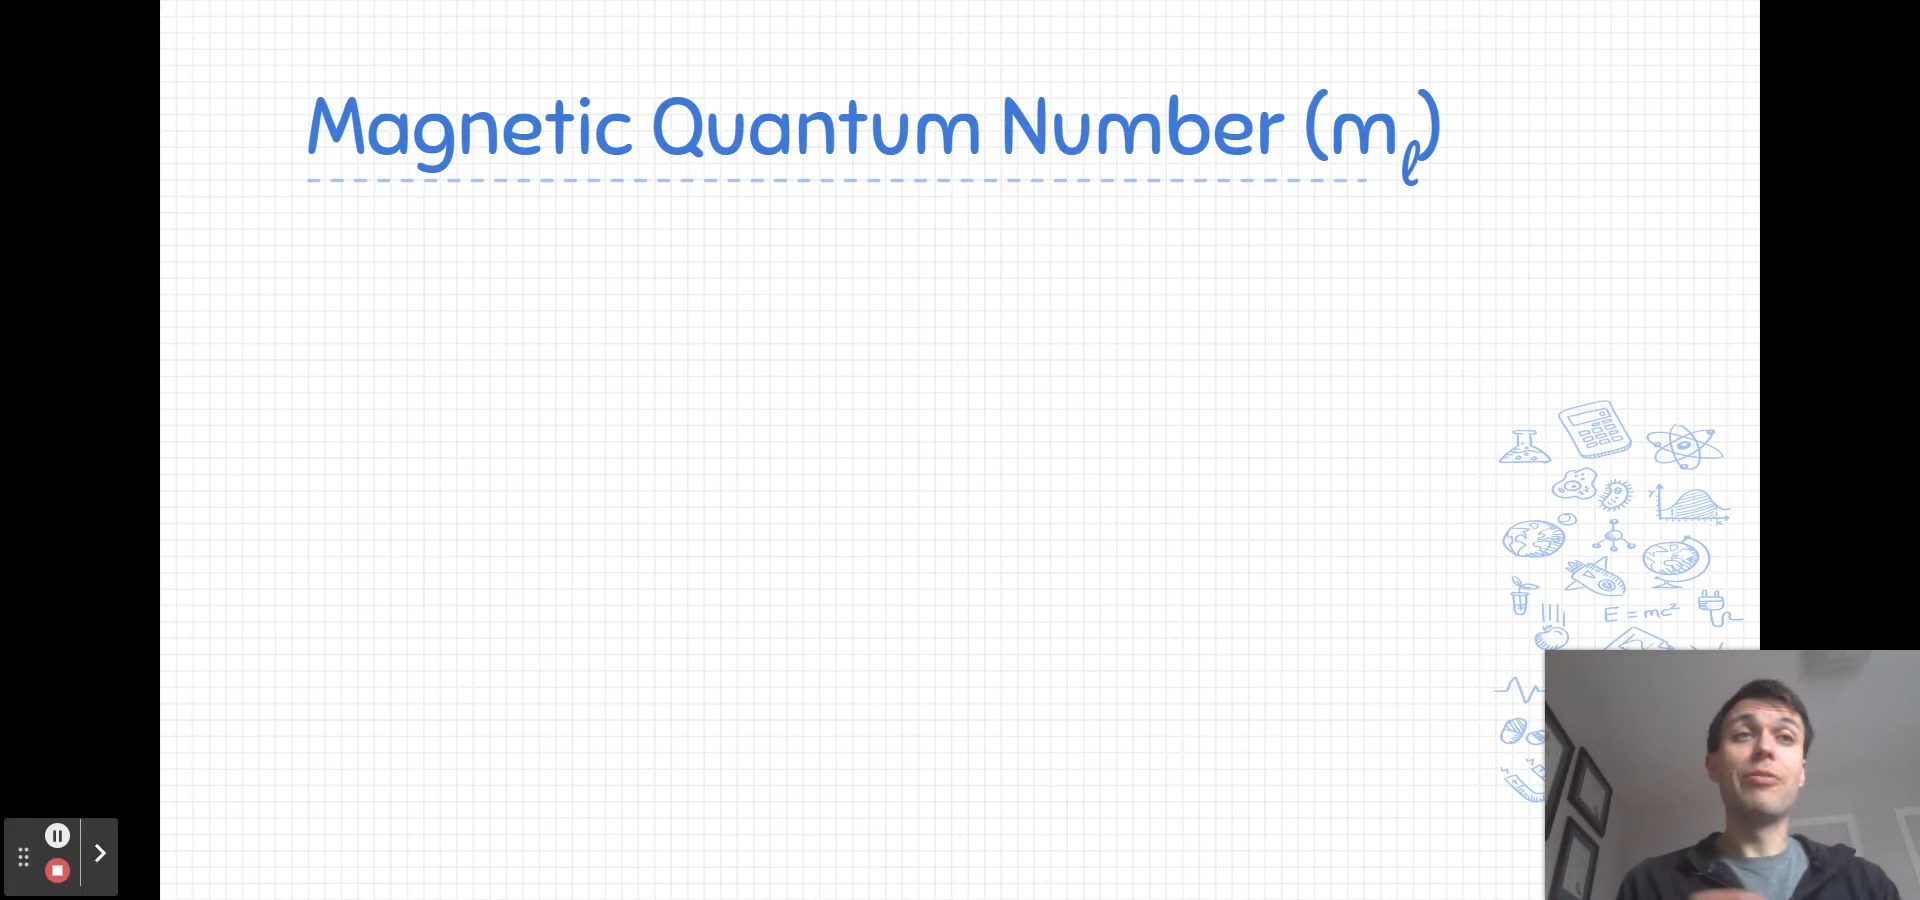 Magnetic Quantum Number (mℓ)
Y
X
E = mc²